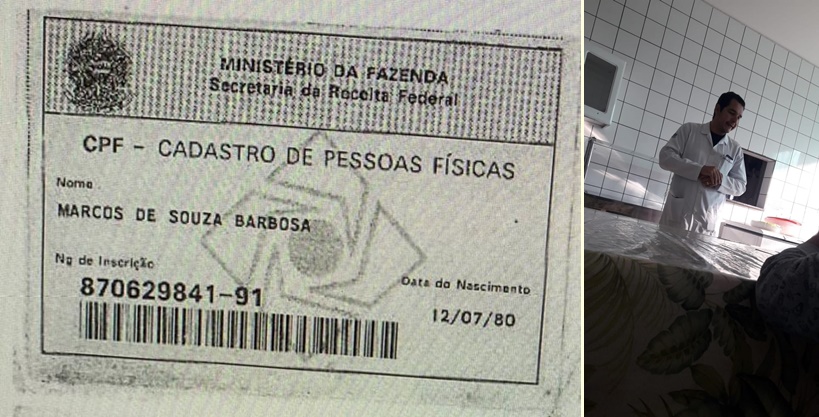 MINISTÉRIO DA FAZENDA
Secretaria da Receita Federal
CPF - CADASTRO DE PESSOAS FÍSICAS
Nome
MARCOS DE SOUZA BARBOSA
Nº de Inscrição
870629841-91
Data do Nascimento
12/07/80